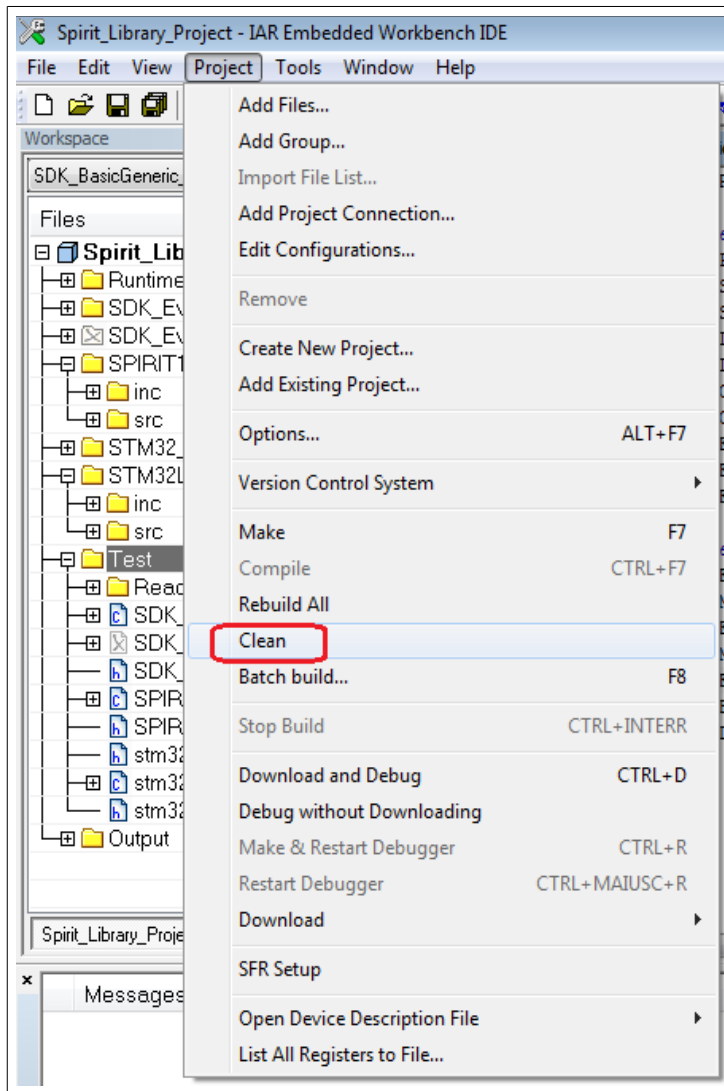 Spirit_Library_Project - IAR Embedded Workbench IDE
File Edit View Project Tools Window Help
Workspace
SDK_BasicGeneric_
Files
Spirit_Lib
Runtime
SDK_Ev
SDK_Ev
SPIRIT1
inc
src
STM32_
STM32L
inc
src
Test
Read
SDK_
SDK_
SDK_
SPIR
SPIR
stm32
stm32
stm32
Output
Spirit_Library_Proje
Messages
Add Files...
Add Group...
Import File List...
Add Project Connection...
Edit Configurations...
Remove
Create New Project...
Add Existing Project...
Options... ALT+F7
Version Control System
Make F7
Compile CTRL+F7
Rebuild All
Clean
Batch build... F8
Stop Build CTRL+INTERR
Download and Debug CTRL+D
Debug without Downloading
Make & Restart Debugger CTRL+R
Restart Debugger CTRL+MAIUSC+R
Download
SFR Setup
Open Device Description File
List All Registers to File...